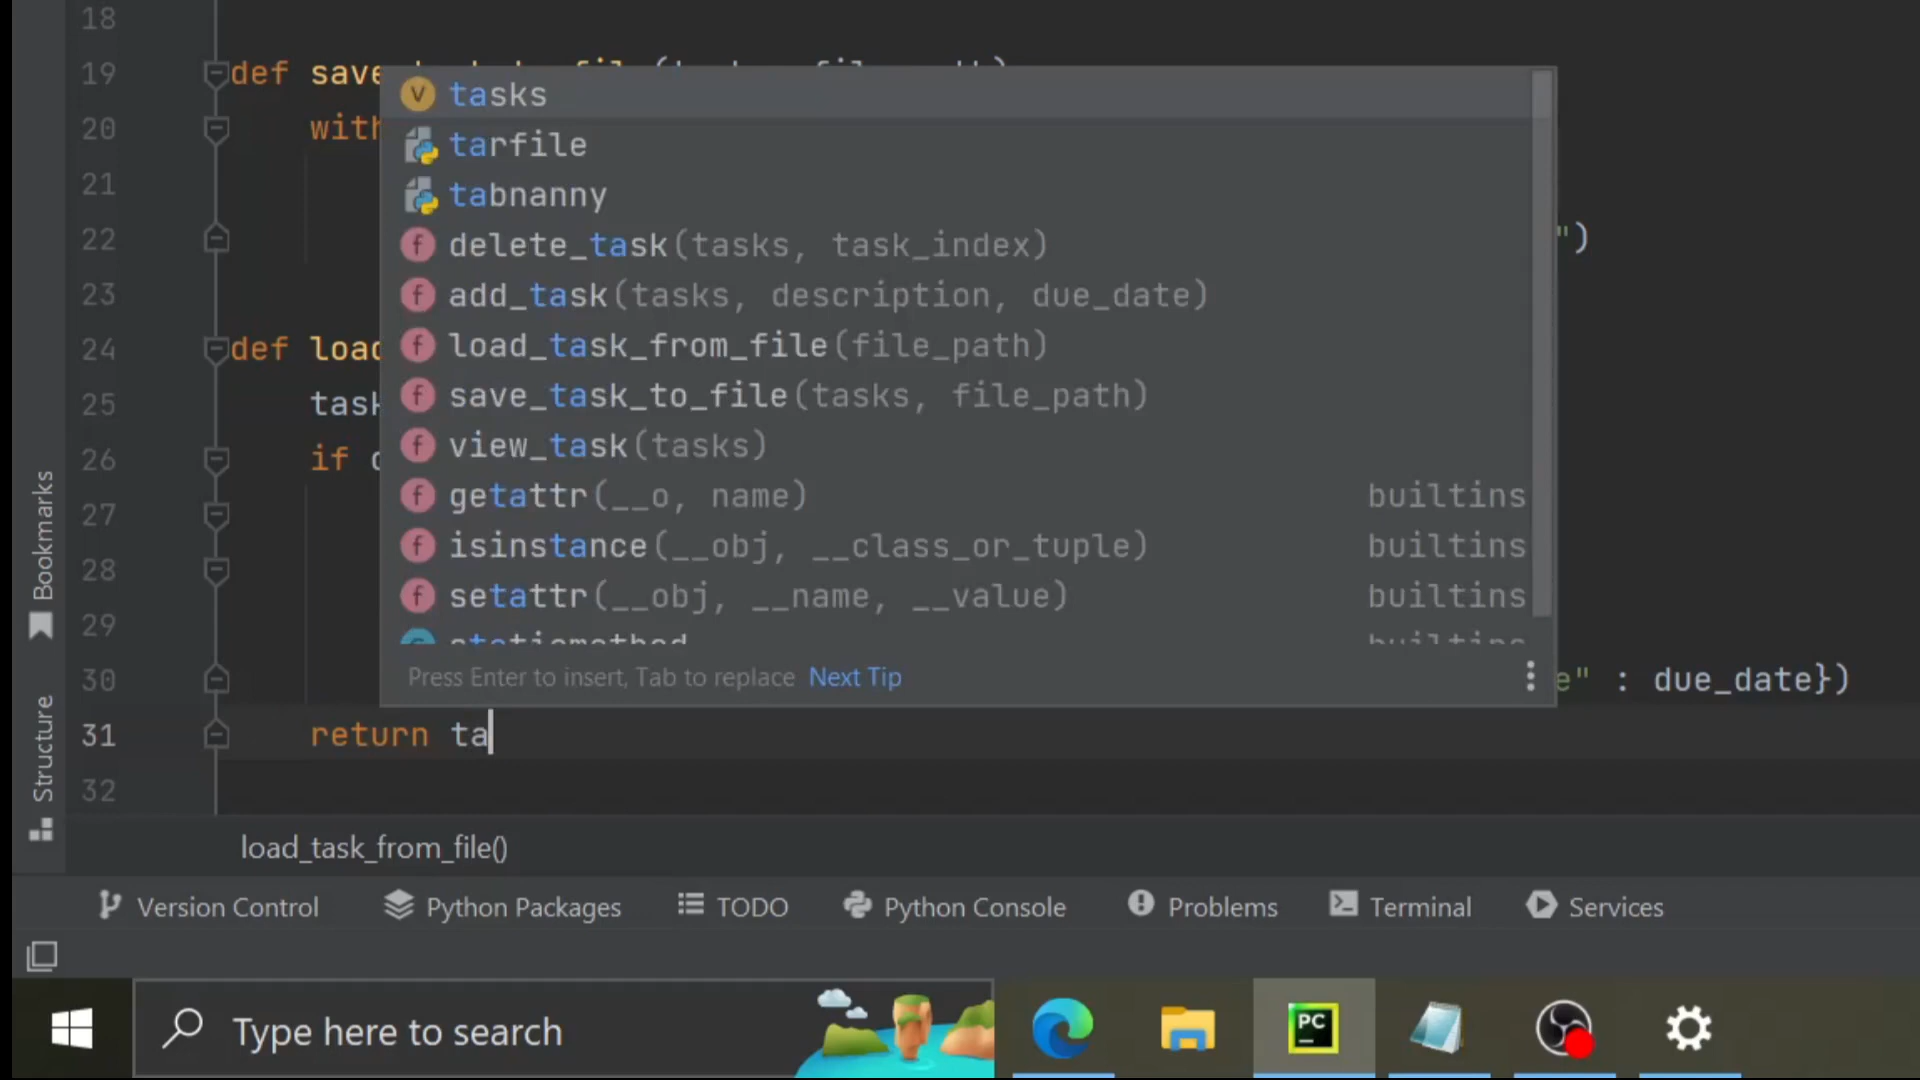 18
19 def save
tasks
20 with
tarfile
21
tabnanny
22 ")
delete_task(tasks, task_index)
23
add_task(tasks, description, due_date)
24 def load
load_task_from_file(file_path)
25 task
save_task_to_file(tasks, file_path)
26 if
view_task(tasks)
27
getattr(__o, name) builtins
28
isinstance(__obj, __class_or_tuple) builtins
29
setattr(__obj, __name, __value) builtins
staticmethod builtins
Press Enter to insert, Tab to replace Next Tip
30 e" : due_date})
31 return ta
32
Bookmarks
Structure
load_task_from_file()
Version Control Python Packages TODO Python Console Problems Terminal Services
Type here to search
PC